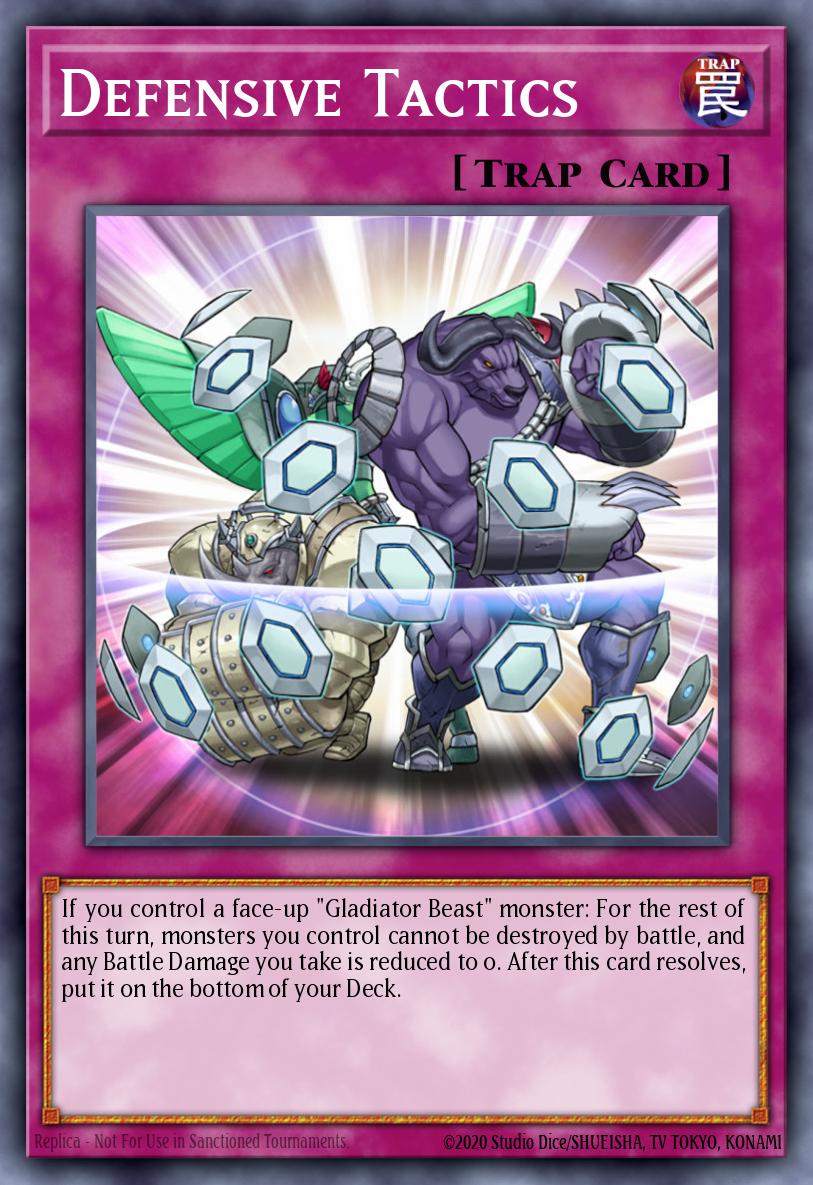 Defensive Tactics
TRAP
罠
[Trap Card]
If you control a face-up "Gladiator Beast" monster: For the rest of
this turn, monsters you control cannot be destroyed by battle, and
any Battle Damage you take is reduced to 0. After this card resolves,
put it on the bottom of your Deck.
Replica - Not For Use in Sanctioned Tournaments.
©2020 Studio Dice/SHUEISHA, TV TOKYO, KONAMI